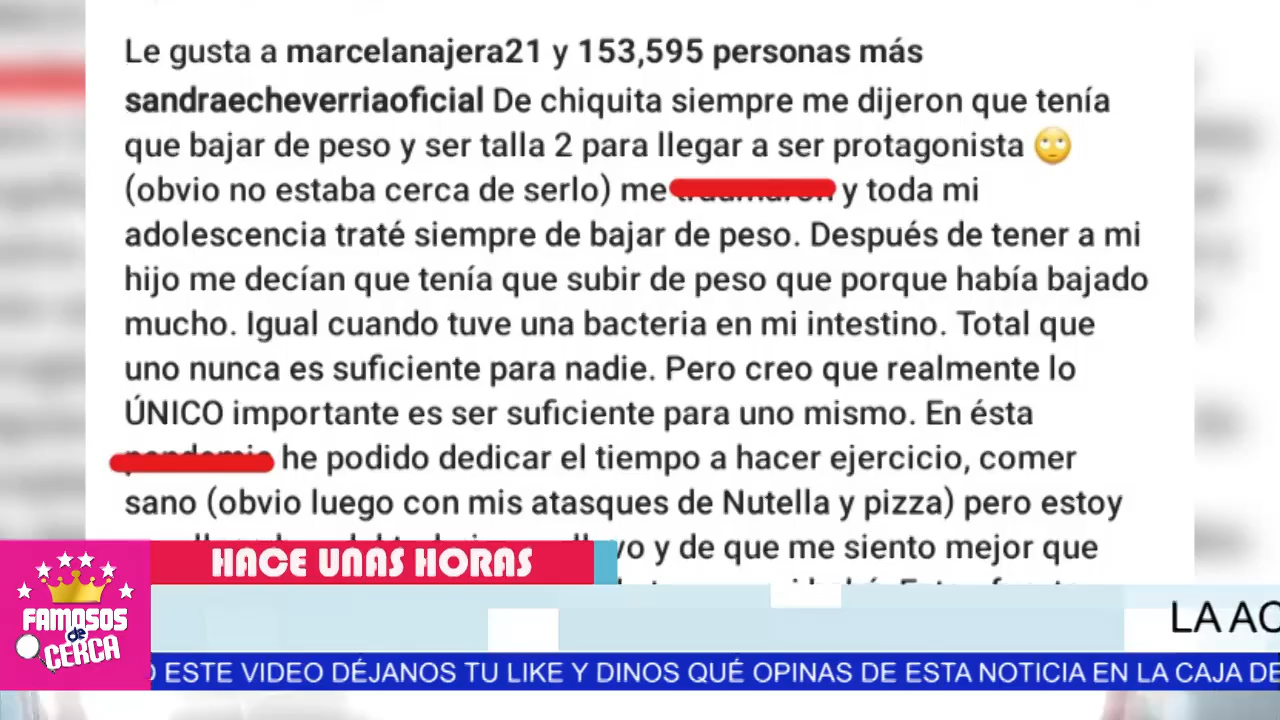 Le gusta a marcelanajera21 y 153,595 personas más
sandraecheverriaoficial De chiquita siempre me dijeron que tenía
que bajar de peso y ser talla 2 para llegar a ser protagonista 🙄
(obvio no estaba cerca de serlo) me y toda mi
adolescencia traté siempre de bajar de peso. Después de tener a mi
hijo me decían que tenía que subir de peso que porque había bajado
mucho. Igual cuando tuve una bacteria en mi intestino. Total que
uno nunca es suficiente para nadie. Pero creo que realmente lo
ÚNICO importante es ser suficiente para uno mismo. En ésta
he podido dedicar el tiempo a hacer ejercicio, comer
sano (obvio luego con mis atasques de Nutella y pizza) pero estoy
y de que me siento mejor que
HACE UNAS HORAS
FAMOSOS
de
CERCA
LA AC
ESTE VIDEO DÉJANOS TU LIKE Y DINOS QUÉ OPINAS DE ESTA NOTICIA EN LA CAJA DE